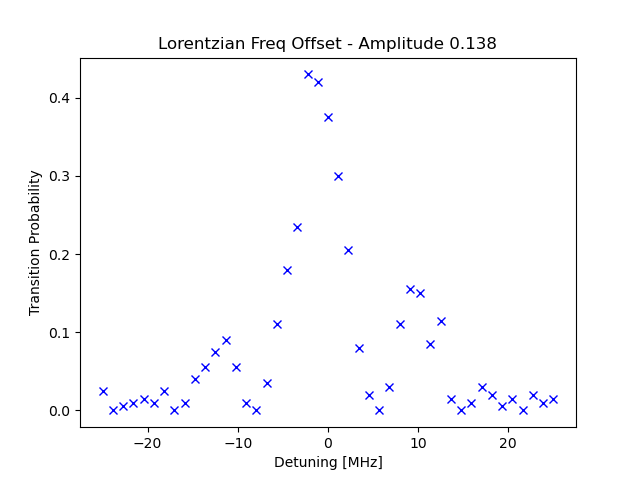 Lorentzian Freq Offset - Amplitude 0.138
Transition Probability
0.4
0.3
0.2
0.1
0.0
−20 −10 0 10 20
Detuning [MHz]